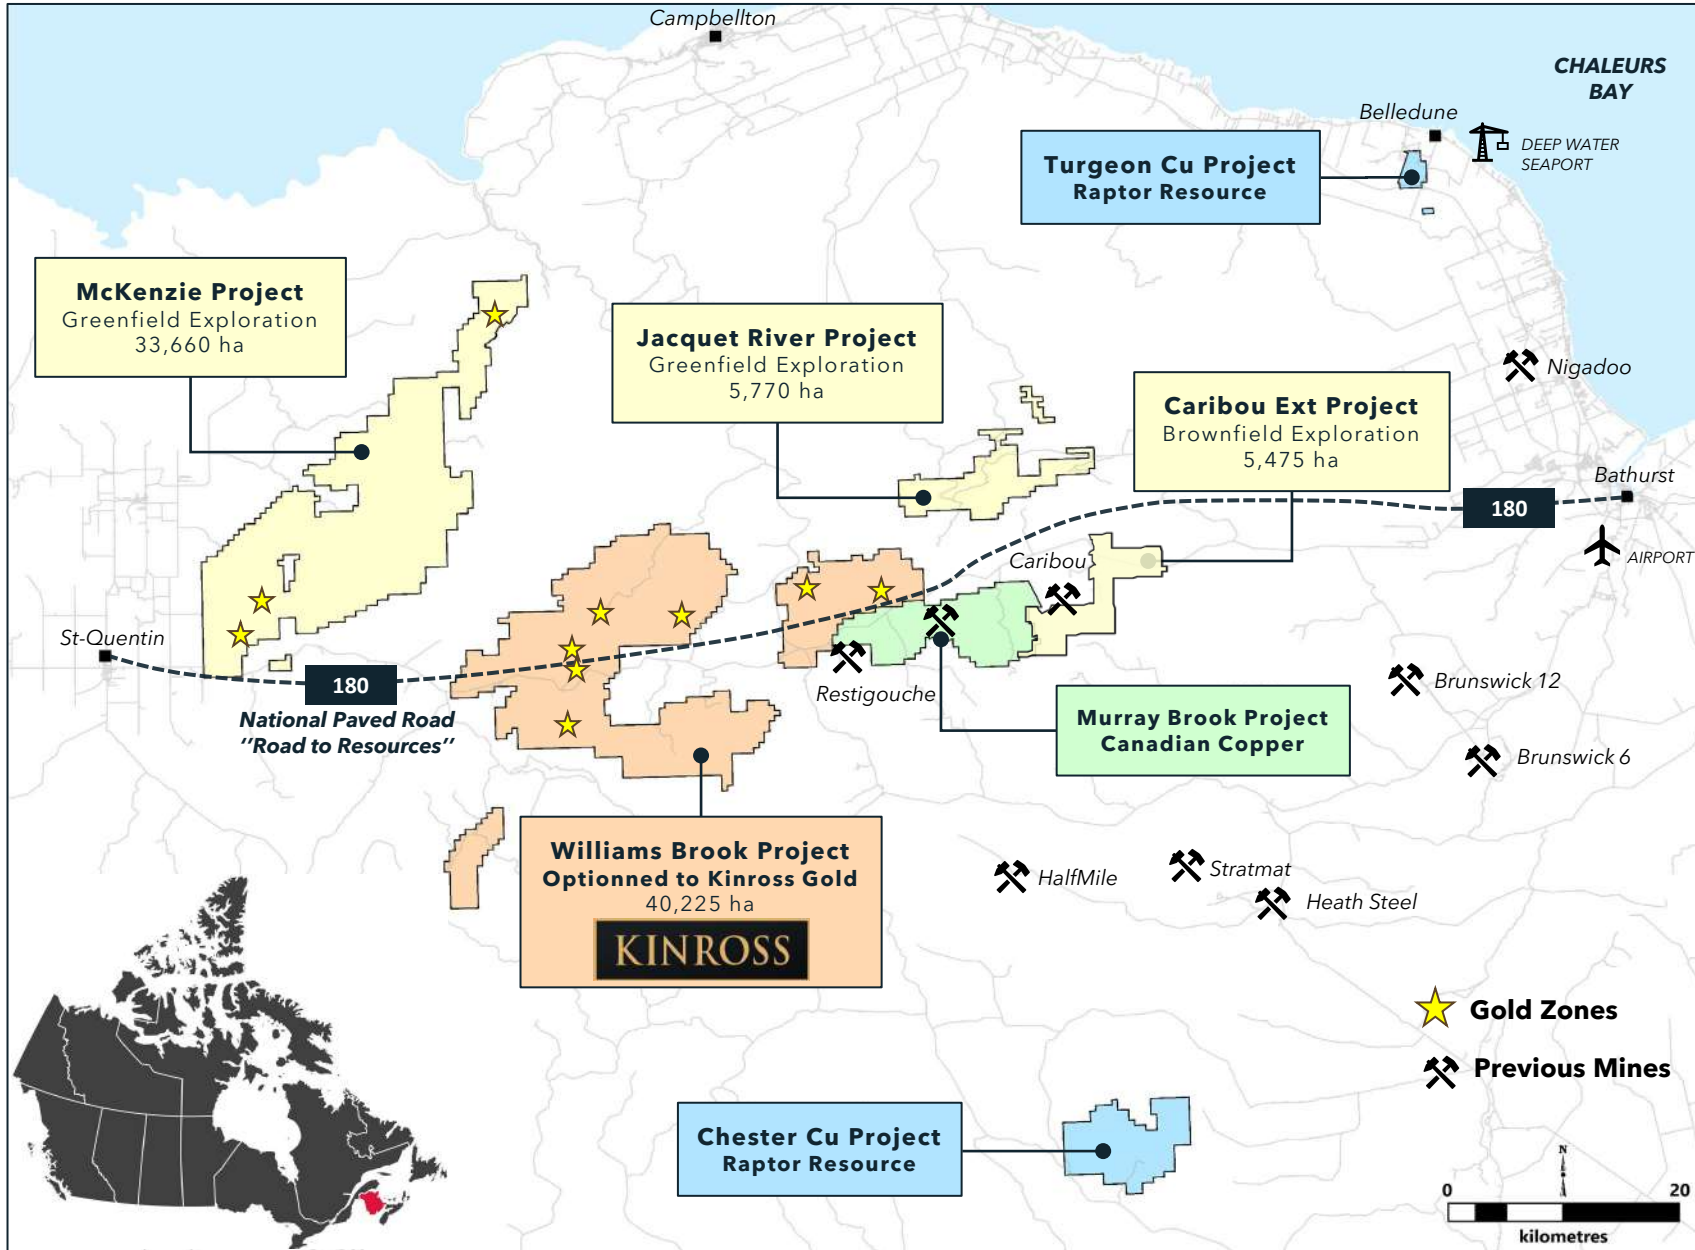 Campbellton
CHALEURS
BAY
Belledune
DEEP WATER
SEAPORT
Turgeon Cu Project
Raptor Resource
McKenzie Project
Greenfield Exploration
33,660 ha
Jacquet River Project
Greenfield Exploration
5,770 ha
Nigadoo
Caribou Ext Project
Brownfield Exploration
5,475 ha
Bathurst
180
AIRPORT
Caribou
St-Quentin
180
National Paved Road
"Road to Resources"
Restigouche
Brunswick 12
Murray Brook Project
Canadian Copper
Brunswick 6
Williams Brook Project
Optionned to Kinross Gold
40,225 ha
KINROSS
HalfMile
Stratmat
Heath Steel
Gold Zones
Previous Mines
Chester Cu Project
Raptor Resource
N
0 20
kilometres